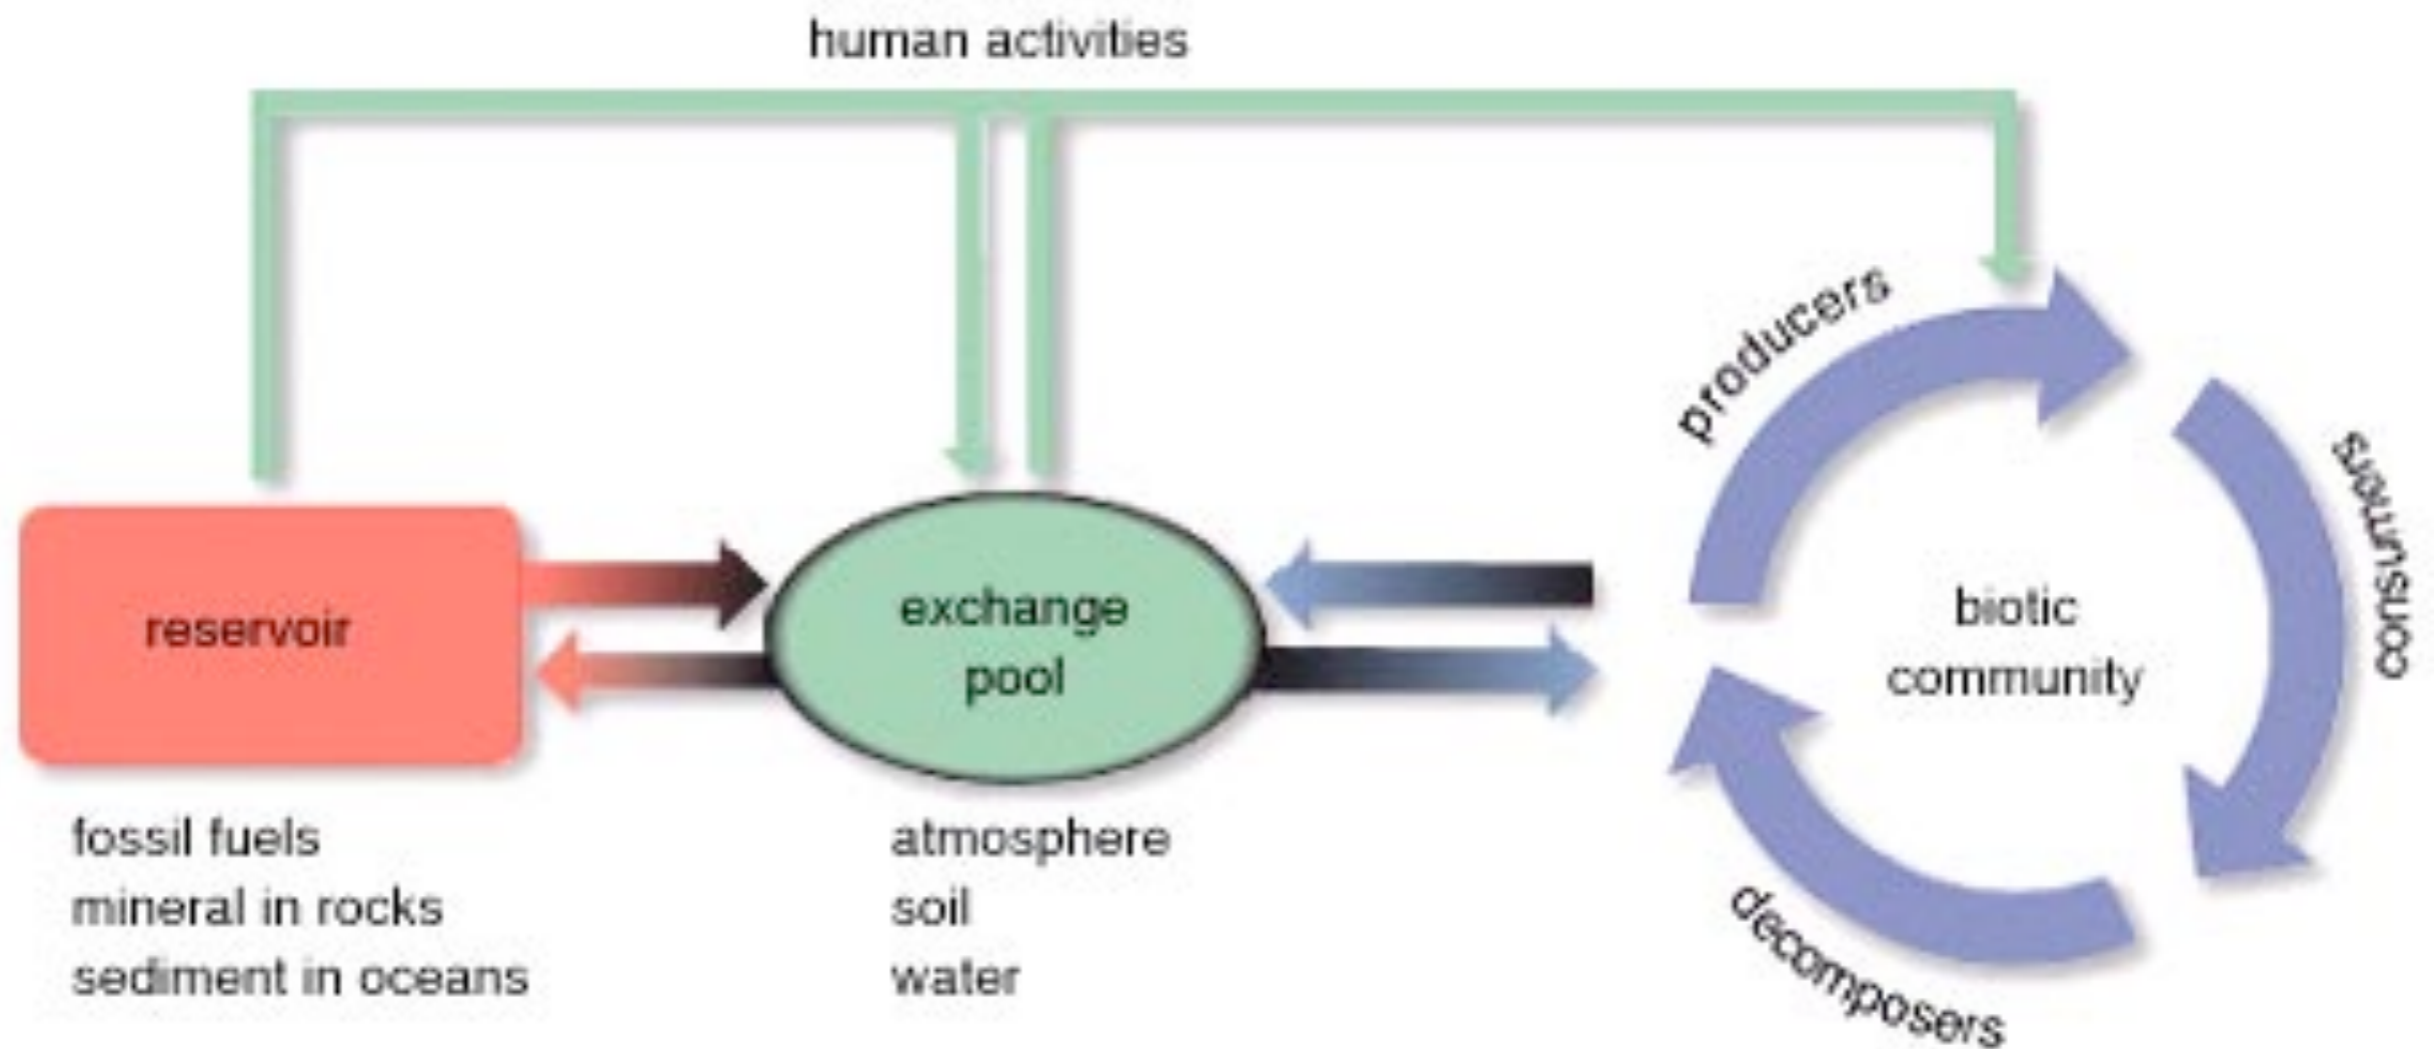 human activities
producers
consumers
reservoir
exchange
pool
biotic
community
fossil fuels
mineral in rocks
sediment in oceans
atmosphere
soil
water
decomposers